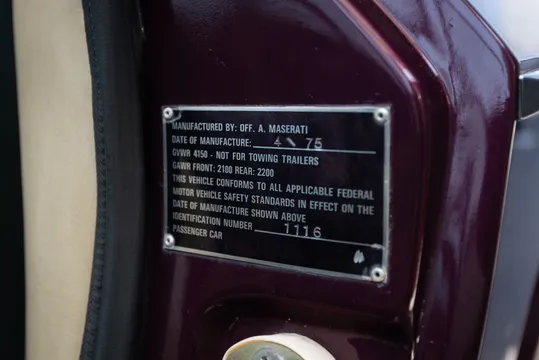 MANUFACTURED BY: OFF. A. MASERATI
DATE OF MANUFACTURE: 4 \ 75
GVWR 4150 - NOT FOR TOWING TRAILERS
GAWR FRONT: 2100 REAR: 2200
THIS VEHICLE CONFORMS TO ALL APPLICABLE FEDERAL
MOTOR VEHICLE SAFETY STANDARDS IN EFFECT ON THE
DATE OF MANUFACTURE SHOWN ABOVE
IDENTIFICATION NUMBER 1116
PASSENGER CAR